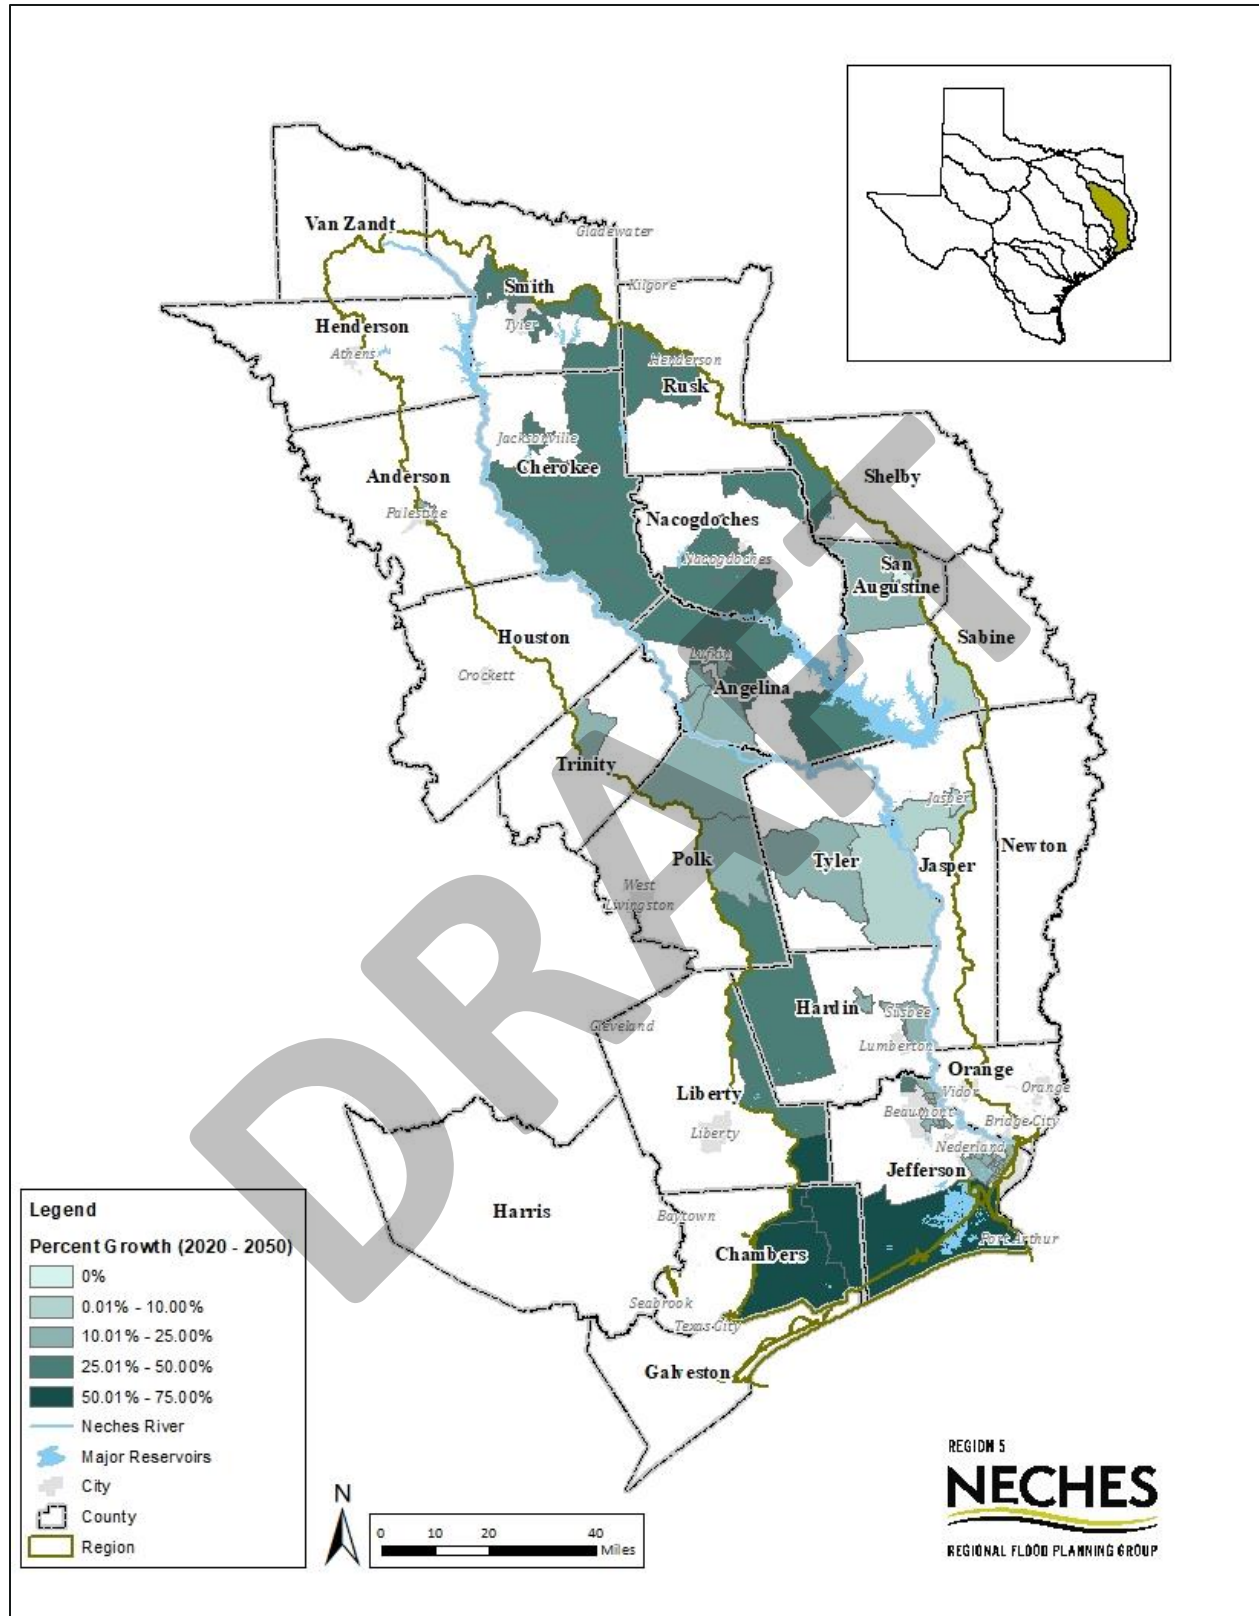 Van Zandt
Gladewater
Smith
Kilgore
Henderson
Tyler
Athens
Henderson
Rusk
Jacksonville
Cherokee
Shelby
Anderson
Palestine
Nacogdoches
Nacogdoches
San
Augustine
Houston
Sabine
Crockett
Lufkin
Angelina
Trinity
Jasper
Newton
Polk
Tyler
Jasper
West
Livingston
Hardin
Silsbee
Cleveland
Lumberton
Orange
Liberty
Vidor
Orange
Beaumont
Bridge City
Liberty
Nederland
Jefferson
Harris
Baytown
Port Arthur
Chambers
Seabrook
Texas City
Galveston
DRAFT
Legend
Percent Growth (2020 - 2050)
0%
0.01% - 10.00%
10.01% - 25.00%
25.01% - 50.00%
50.01% - 75.00%
Neches River
Major Reservoirs
City
County
Region
N
0 10 20 40
Miles
REGION 5
NECHES
REGIONAL FLOOD PLANNING GROUP